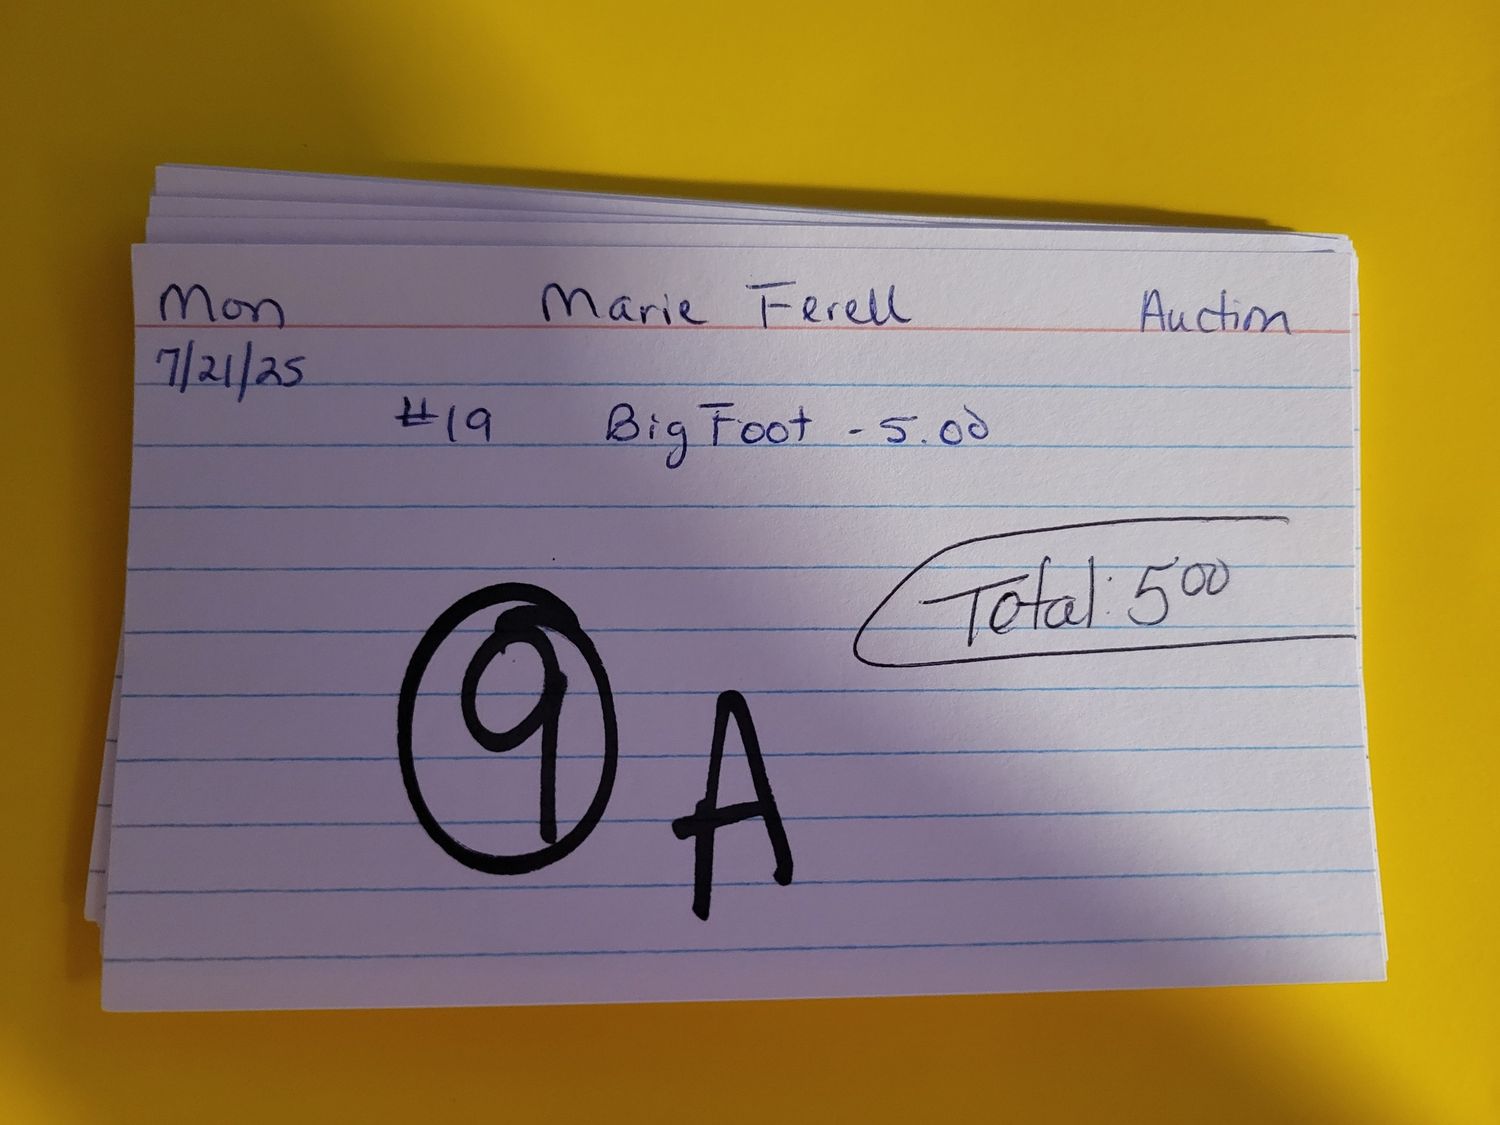 Mon Marie Ferell Auction
7/21/25
#19 Big Foot - 5.00
Total: 5.00
9 A